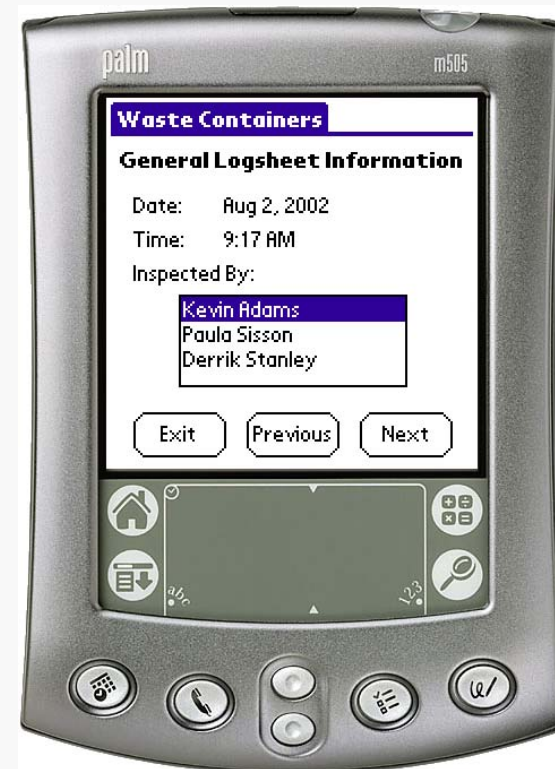 palm
m505
Waste Containers
General Logsheet Information
Date: Aug 2, 2002
Time: 9:17 AM
Inspected By:
Kevin Adams
Paula Sisson
Derrik Stanley
Exit Previous Next
abc 123